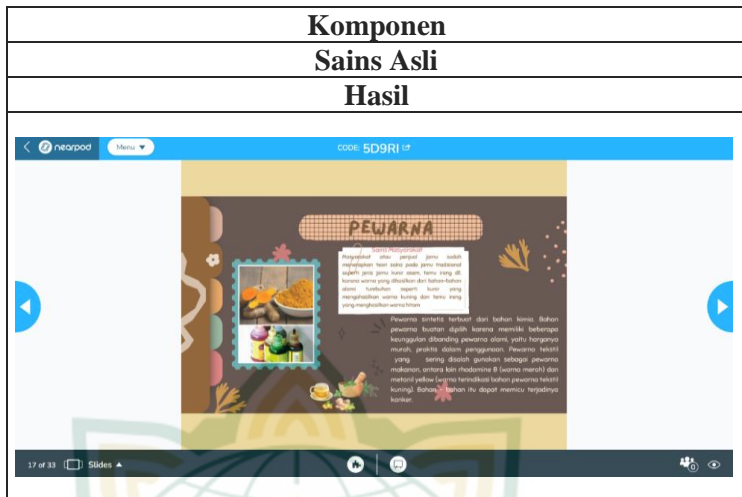 Komponen
Sains Asli
Hasil
nearpod
Menu
CODE: 5D9RI
PEWARNA
Sains Masyarakat
Masyarakat atau penjual jamu sudah
menerapkan teori sains pada jamu tradisional
seperti jenis jamu kunir asem, temu ireng dll.
karena warna yang dihasilkan dari bahan-bahan
alami tumbuhan seperti kunir yang
mengahasilkan warna kuning dan temu ireng
yang menghasilkan warna hitam
Pewarna sintetis terbuat dari bahan kimia. Bahan
pewarna buatan dipilih karena memiliki beberapa
keunggulan dibanding pewarna alami, yaitu harganya
murah, praktis dalam penggunaan. Pewarna tekstil
yang sering disalah gunakan sebagai pewarna
makanan, antara lain rhodamine B (warna merah) dan
metanil yellow (warna terindikasi bahan pewarna tekstil
kuning). Bahan - bahan itu dapat memicu terjadinya
kanker.
17 of 33 Slides
0